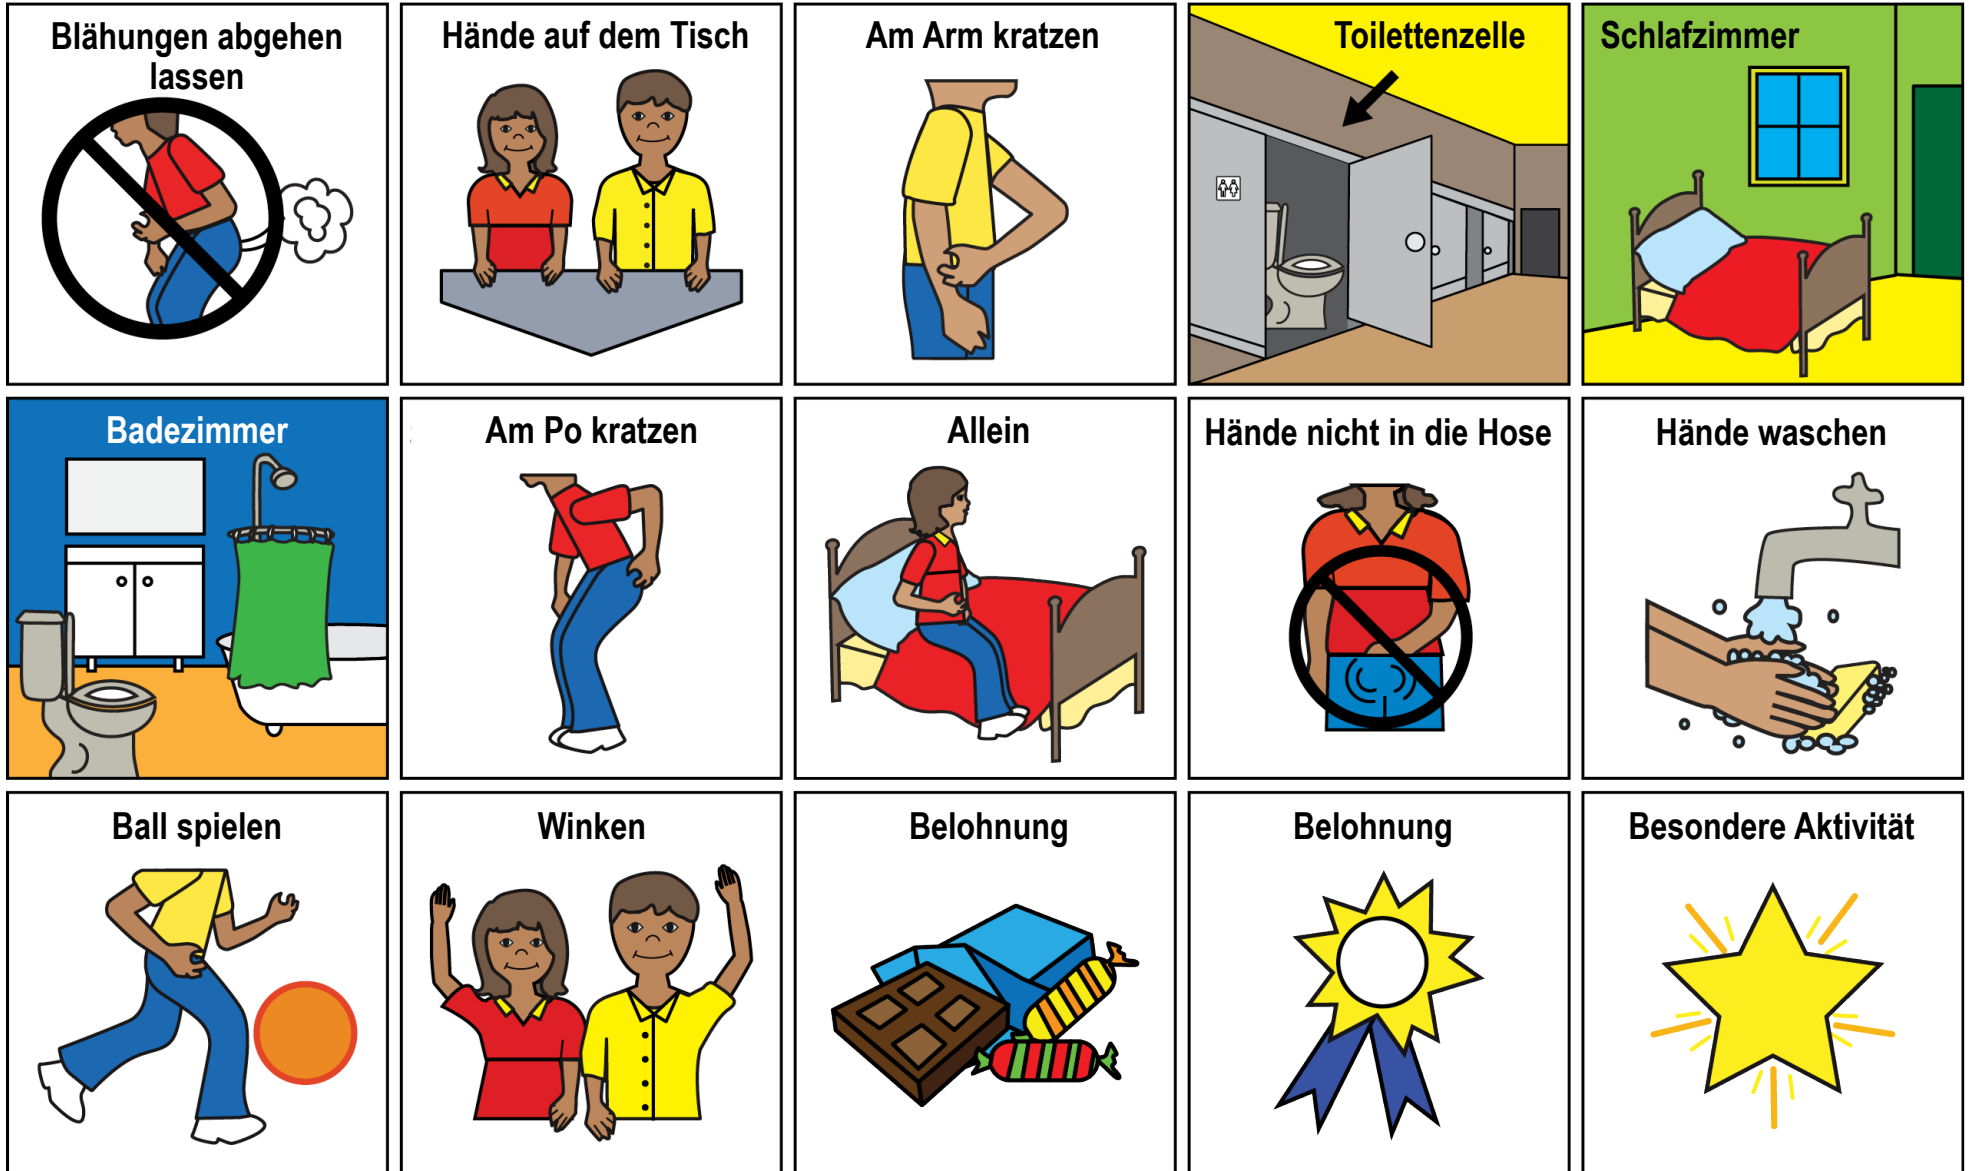 Blähungen abgehen
lassen
Hände auf dem Tisch
Am Arm kratzen
Toilettenzelle
Schlafzimmer
Badezimmer
Am Po kratzen
Allein
Hände nicht in die Hose
Hände waschen
Ball spielen
Winken
Belohnung
Belohnung
Besondere Aktivität